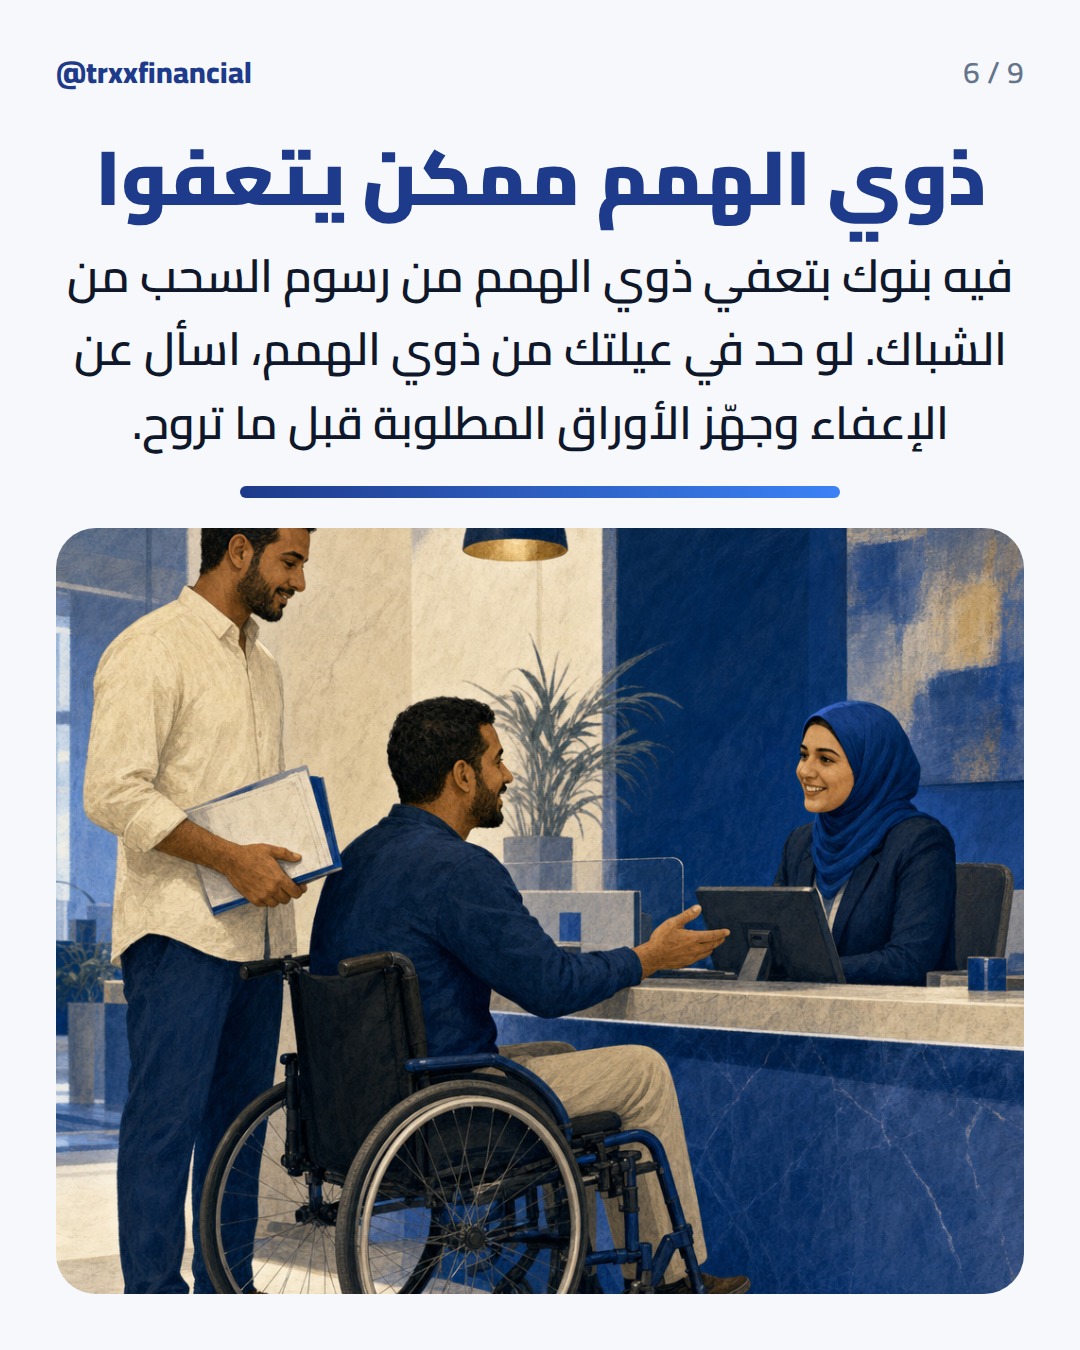 @trxxfinancial
6 / 9
ذوي الهمم ممكن يتعفوا
فيه بنوك بتعفي ذوي الهمم من رسوم السحب من
الشباك. لو حد في عيلتك من ذوي الهمم، اسأل عن
الإعفاء وجهّز الأوراق المطلوبة قبل ما تروح.